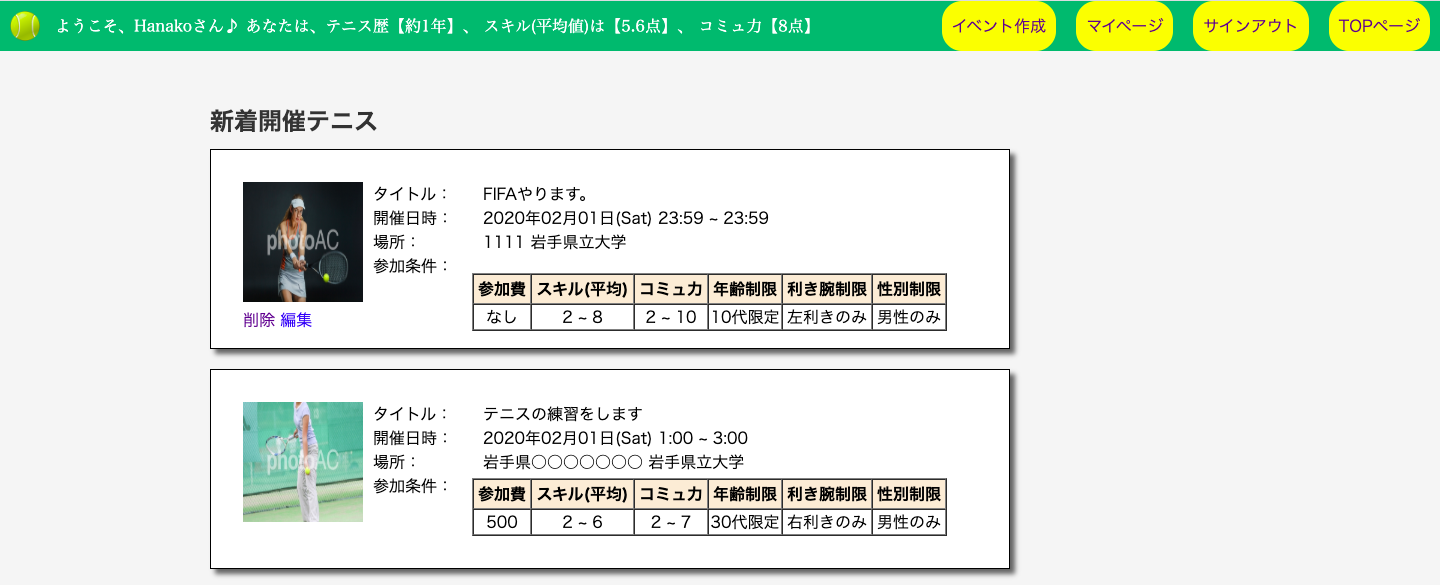 ようこそ、Hanakoさん♪ あなたは、テニス歴【約1年】、 スキル(平均値)は【5.6点】、 コミュ力【8点】
イベント作成 マイページ サインアウト TOPページ
新着開催テニス
photoAC
タイトル： FIFAやります。
開催日時： 2020年02月01日(Sat) 23:59 ~ 23:59
場所： 1111 岩手県立大学
参加条件：
参加費 スキル(平均) コミュ力 年齢制限 利き腕制限 性別制限
なし 2 ~ 8 2 ~ 10 10代限定 左利きのみ 男性のみ
削除 編集
photoAC
タイトル： テニスの練習をします
開催日時： 2020年02月01日(Sat) 1:00 ~ 3:00
場所： 岩手県〇〇〇〇〇〇〇 岩手県立大学
参加条件：
参加費 スキル(平均) コミュ力 年齢制限 利き腕制限 性別制限
500 2 ~ 6 2 ~ 7 30代限定 右利きのみ 男性のみ